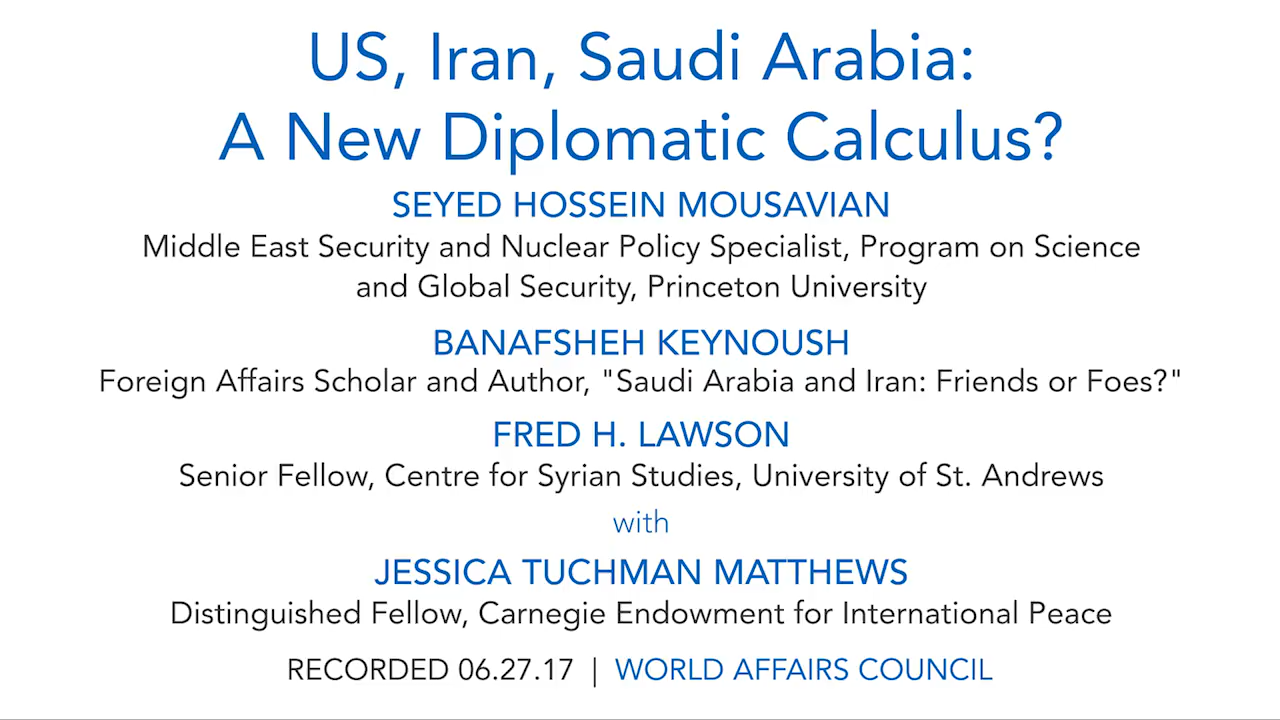 US, Iran, Saudi Arabia:
A New Diplomatic Calculus?
SEYED HOSSEIN MOUSAVIAN
Middle East Security and Nuclear Policy Specialist, Program on Science
and Global Security, Princeton University
BANAFSHEH KEYNOUSH
Foreign Affairs Scholar and Author, "Saudi Arabia and Iran: Friends or Foes?"
FRED H. LAWSON
Senior Fellow, Centre for Syrian Studies, University of St. Andrews
with
JESSICA TUCHMAN MATTHEWS
Distinguished Fellow, Carnegie Endowment for International Peace
RECORDED 06.27.17 | WORLD AFFAIRS COUNCIL